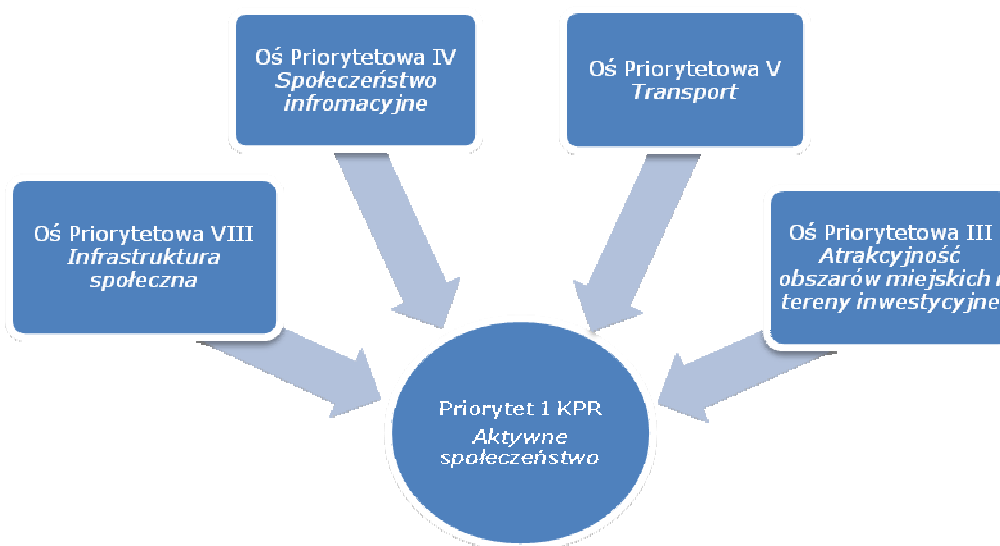 Oś Priorytetowa IV
Społeczeństwo
infromacyjne
Oś Priorytetowa V
Transport
Oś Priorytetowa VIII
Infrastruktura
społeczna
Oś Priorytetowa III
Atrakcyjność
obszarów miejskich
tereny inwestycyjne
Priorytet 1 KPR
Aktywne
społeczeństwo